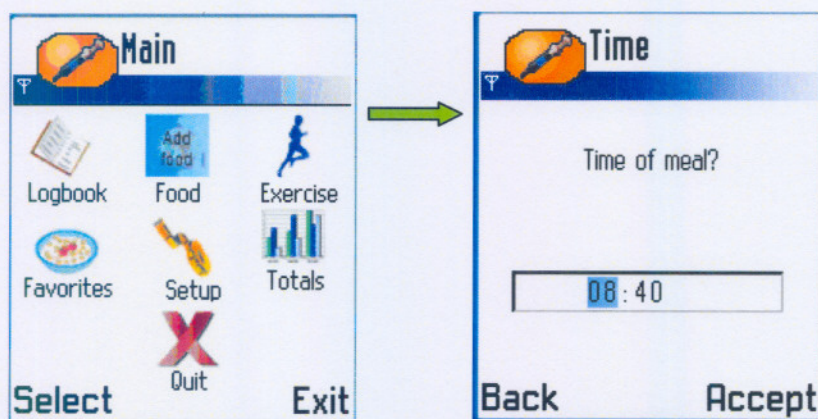 Main
Add
food
Logbook
Food
Exercise
Favorites
Setup
Totals
Quit
Select
Exit
Time
Time of meal?
08:40
Back
Accept